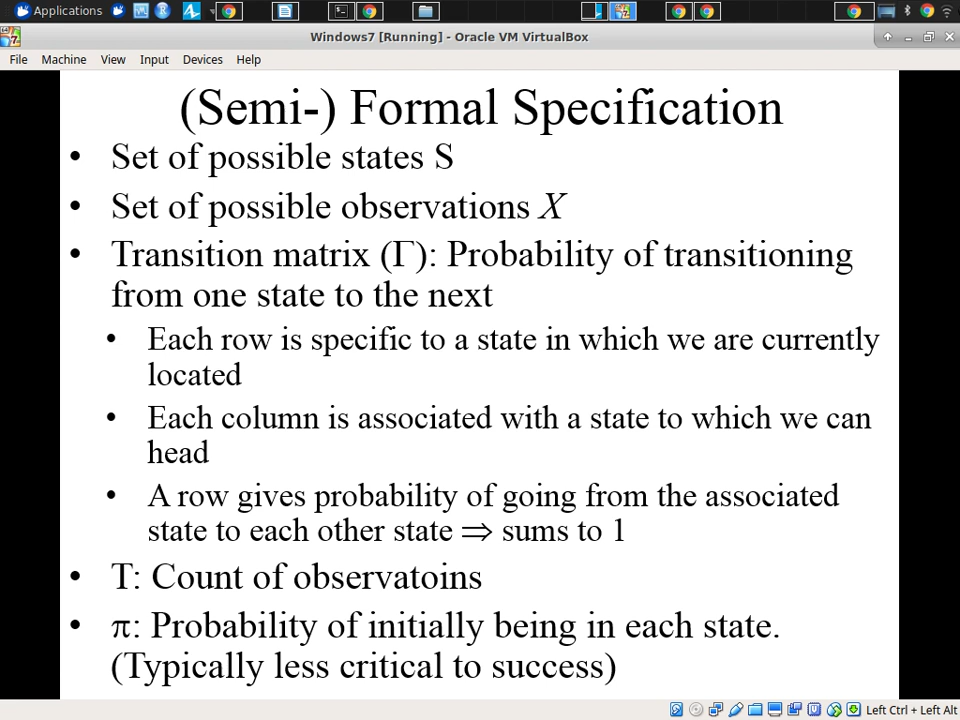 Applications
Windows7 [Running] - Oracle VM VirtualBox
File Machine View Input Devices Help
(Semi-) Formal Specification
• Set of possible states S
• Set of possible observations X
• Transition matrix (Γ): Probability of transitioning
from one state to the next
• Each row is specific to a state in which we are currently
located
• Each column is associated with a state to which we can
head
• A row gives probability of going from the associated
state to each other state ⇒ sums to 1
• T: Count of observatoins
• π: Probability of initially being in each state.
(Typically less critical to success)
Left Ctrl + Left Alt